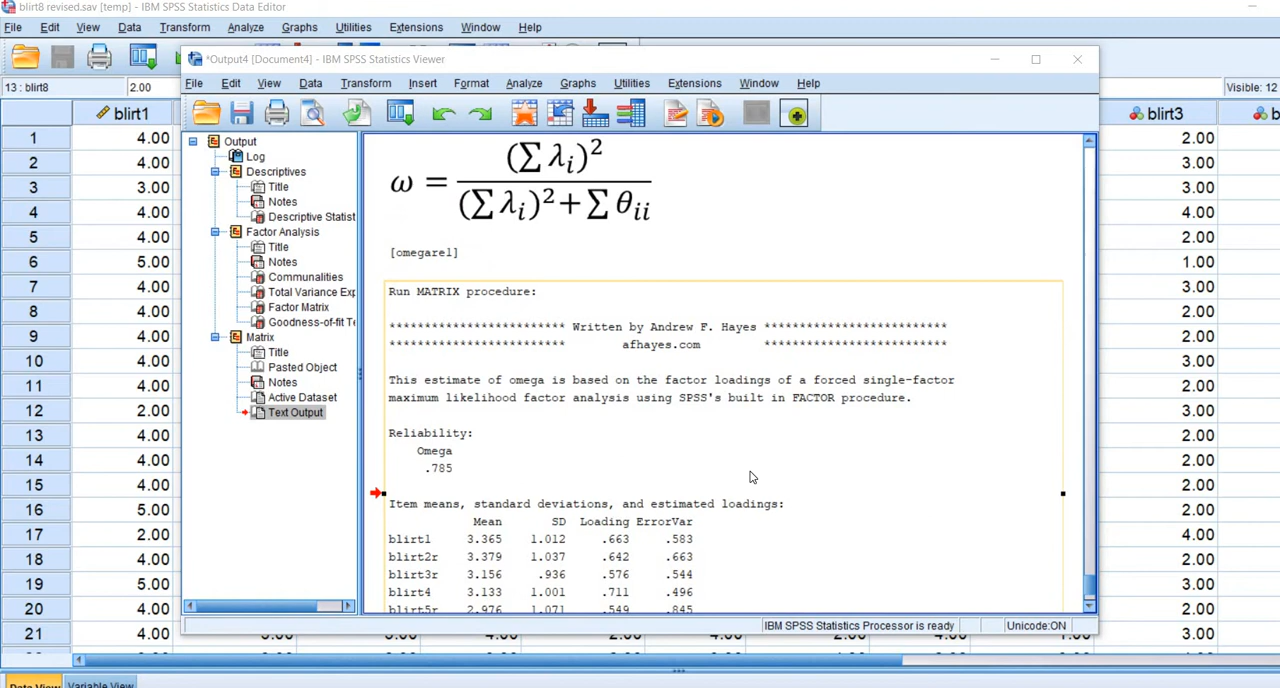 blirt8 revised.sav [temp] - IBM SPSS Statistics Data Editor
File Edit View Data Transform Graphs Analyze Utilities Extensions Window Help
13 : blirt8 2.00 Visible: 12
blirt1 blirt3
1 4.00 2.00
2 4.00 3.00
3 3.00 3.00
4 4.00 4.00
5 4.00 2.00
6 5.00 1.00
7 4.00 3.00
8 4.00 2.00
9 4.00 2.00
10 4.00 3.00
11 4.00 2.00
12 2.00 3.00
13 4.00 2.00
14 4.00 2.00
15 4.00 2.00
16 5.00 2.00
17 2.00 4.00
18 4.00 2.00
19 5.00 3.00
20 4.00 2.00
21 4.00 3.00
Data View Variable View
*Output4 [Document4] - IBM SPSS Statistics Viewer
File Edit View Data Transform Insert Format Analyze Graphs Utilities Extensions Window Help
Output
Log
Descriptives
Title
Notes
Descriptive Statist
Factor Analysis
Title
Notes
Communalities
Total Variance Exp
Factor Matrix
Goodness-of-fit Te
Matrix
Title
Pasted Object
Notes
Active Dataset
Text Output
ω = (∑ λi)² / (∑ λi)² + ∑ θii
[omegarel]
Run MATRIX procedure:
************************* Written by Andrew F. Hayes **************************
************************* afhayes.com **************************
This estimate of omega is based on the factor loadings of a forced single-factor
maximum likelihood factor analysis using SPSS's built in FACTOR procedure.
Reliability:
Omega
.785
Item means, standard deviations, and estimated loadings:
Mean SD Loading ErrorVar
blirt1 3.365 1.012 .663 .583
blirt2r 3.379 1.037 .642 .663
blirt3r 3.156 .936 .576 .544
blirt4 3.133 1.001 .711 .496
blirt5r 2.976 1.071 .549 .845
IBM SPSS Statistics Processor is ready Unicode:ON